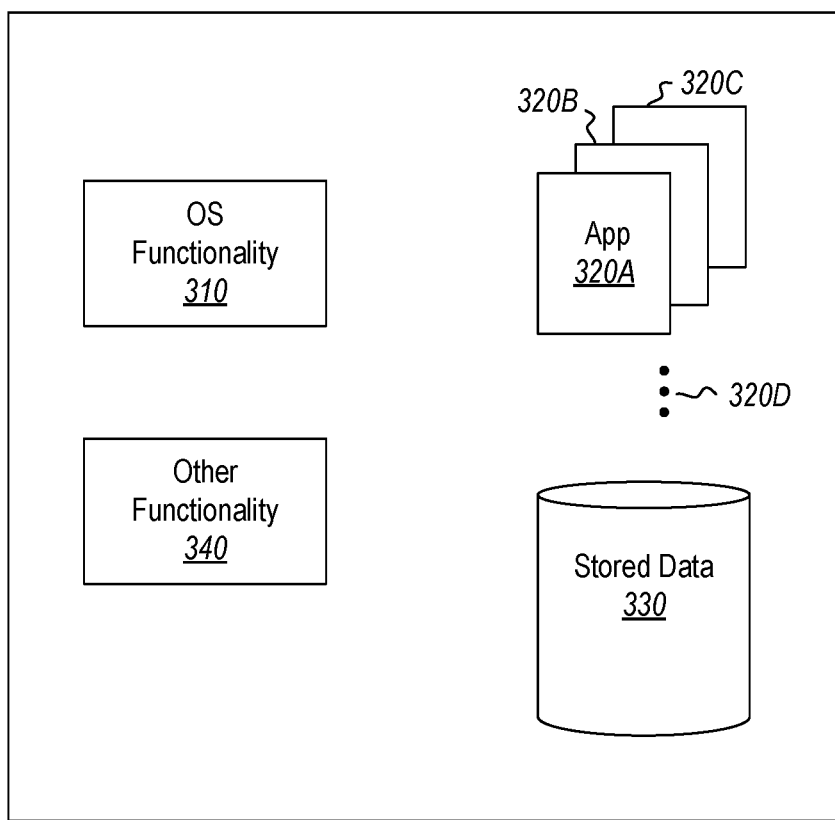 320C
320B
OS
Functionality
310
App
320A
320D
Other
Functionality
340
Stored Data
330